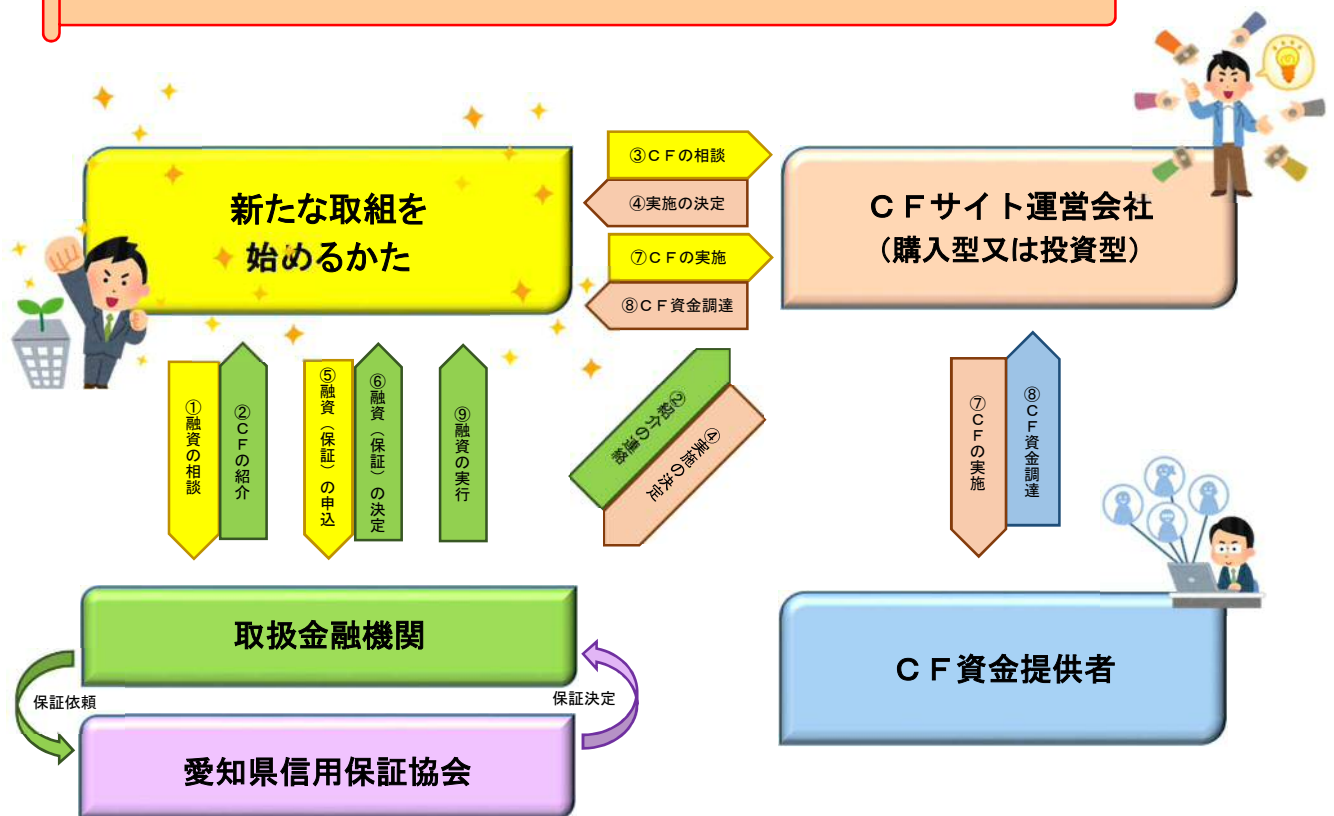 新たな取組を
始めるかた
③ＣＦの相談
④実施の決定
⑦ＣＦの実施
⑧ＣＦ資金調達
ＣＦサイト運営会社
（購入型又は投資型）
①融資の相談
②ＣＦの紹介
⑤融資（保証）の申込
⑥融資（保証）の決定
⑨融資の実行
②紹介の連絡
④実施の決定
⑦ＣＦの実施
⑧ＣＦ資金調達
取扱金融機関
保証依頼
保証決定
愛知県信用保証協会
ＣＦ資金提供者